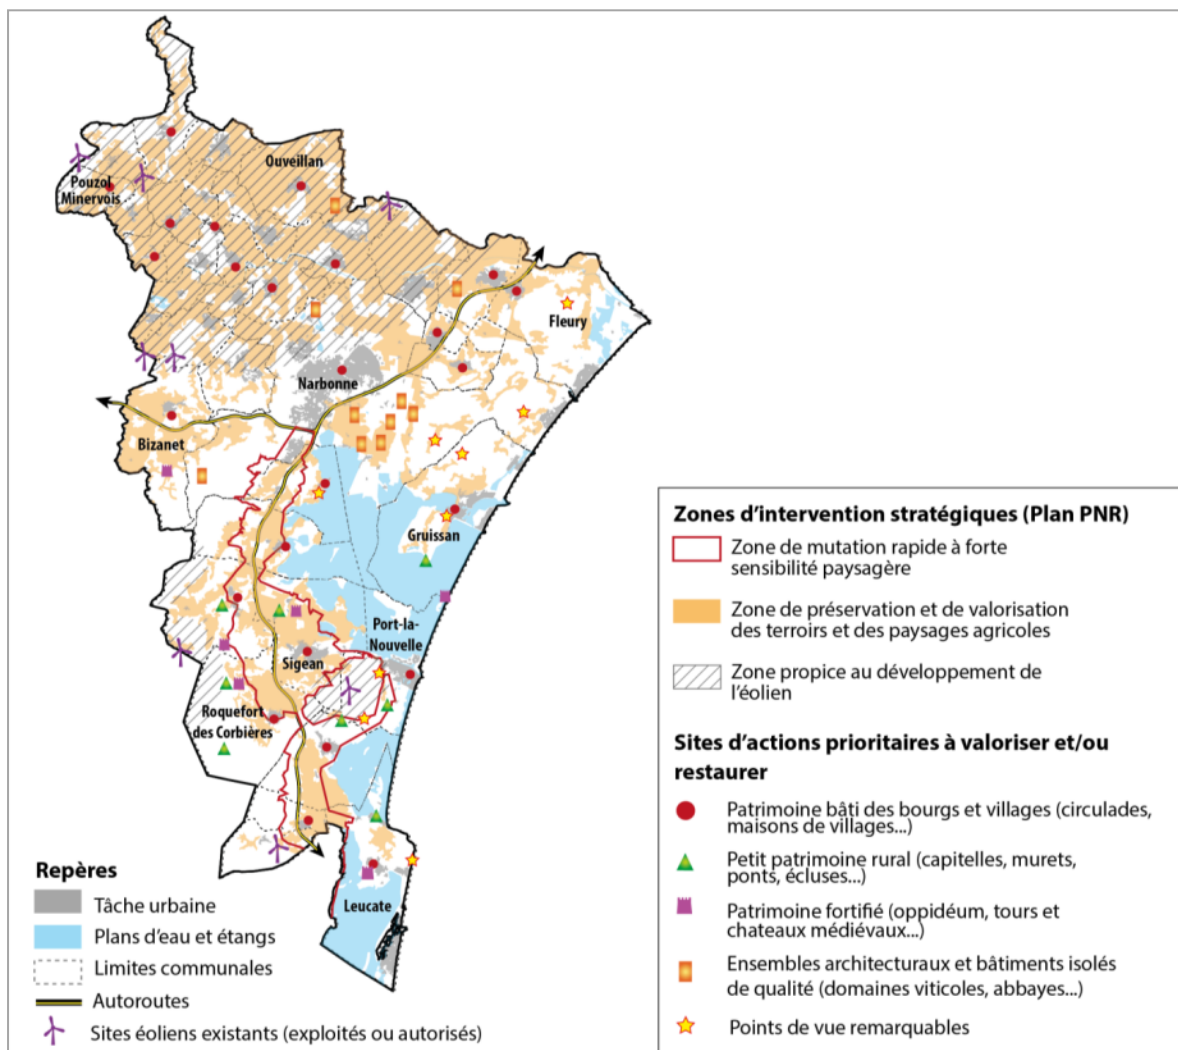 Ouveillan
Pouzol
Minervois
Fleury
Narbonne
Bizanet
Gruissan
Port-la-
Nouvelle
Sigean
Roquefort
des Corbières
Leucate
Repères
Tâche urbaine
Plans d'eau et étangs
Limites communales
Autoroutes
Sites éoliens existants (exploités ou autorisés)
Zones d'intervention stratégiques (Plan PNR)
Zone de mutation rapide à forte
sensibilité paysagère
Zone de préservation et de valorisation
des terroirs et des paysages agricoles
Zone propice au développement de
l'éolien
Sites d'actions prioritaires à valoriser et/ou
restaurer
Patrimoine bâti des bourgs et villages (circulades,
maisons de villages...)
Petit patrimoine rural (capitelles, murets,
ponts, écluses...)
Patrimoine fortifié (oppidéum, tours et
chateaux médiévaux...)
Ensembles architecturaux et bâtiments isolés
de qualité (domaines viticoles, abbayes...)
Points de vue remarquables